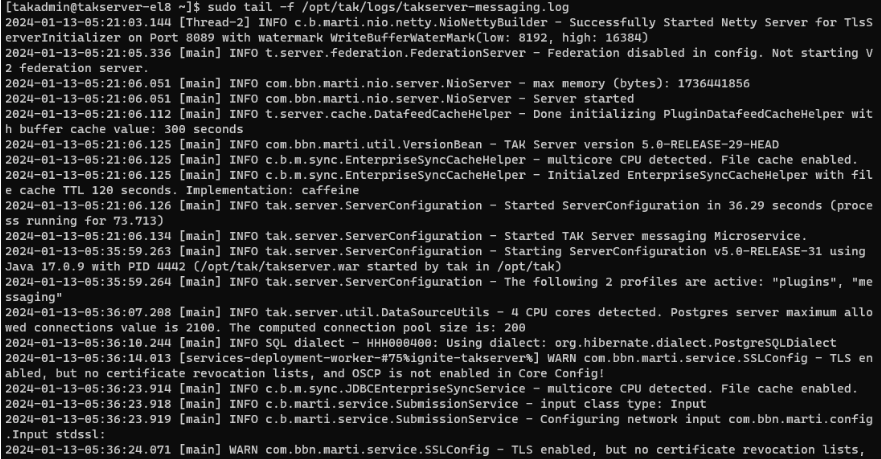 [takadmin@takserver-el8 ~]$ sudo tail -f /opt/tak/logs/takserver-messaging.log
2024-01-13-05:21:03.144 [Thread-2] INFO c.b.m.nio.netty.NioNettyBuilder - Successfully Started Netty Server for TlsS
erverInitializer on Port 8089 with watermark WriteBufferWaterMark(low: 8192, high: 16384)
2024-01-13-05:21:05.336 [main] INFO t.server.federation.FederationServer - Federation disabled in config. Not starting V
2 federation server.
2024-01-13-05:21:06.051 [main] INFO com.bbn.marti.nio.server.NioServer - max memory (bytes): 1736441856
2024-01-13-05:21:06.051 [main] INFO com.bbn.marti.nio.server.NioServer - Server started
2024-01-13-05:21:06.112 [main] INFO t.server.cache.DatafeedCacheHelper - Done initializing PluginDatafeedCacheHelper wit
h buffer cache value: 300 seconds
2024-01-13-05:21:06.125 [main] INFO com.bbn.marti.util.VersionBean - TAK Server version 5.0-RELEASE-29-HEAD
2024-01-13-05:21:06.125 [main] INFO c.b.m.sync.EnterpriseSyncCacheHelper - multicore CPU detected. File cache enabled.
2024-01-13-05:21:06.125 [main] INFO c.b.m.sync.EnterpriseSyncCacheHelper - Initialzed EnterpriseSyncCacheHelper with fil
e cache TTL 120 seconds. Implementation: caffeine
2024-01-13-05:21:06.126 [main] INFO tak.server.ServerConfiguration - Started ServerConfiguration in 36.29 seconds (proce
ss running for 73.713)
2024-01-13-05:21:06.134 [main] INFO tak.server.ServerConfiguration - Started TAK Server messaging Microservice.
2024-01-13-05:35:59.263 [main] INFO tak.server.ServerConfiguration - Starting ServerConfiguration v5.0-RELEASE-31 using
Java 17.0.9 with PID 4442 (/opt/tak/takserver.war started by tak in /opt/tak)
2024-01-13-05:35:59.264 [main] INFO tak.server.ServerConfiguration - The following 2 profiles are active: "plugins", "me
ssaging"
2024-01-13-05:36:07.208 [main] INFO tak.server.util.DataSourceUtils - 4 CPU cores detected. Postgres server maximum allo
wed connections value is 2100. The computed connection pool size is: 200
2024-01-13-05:36:10.244 [main] INFO SQL dialect - HHH000400: Using dialect: org.hibernate.dialect.PostgreSQLDialect
2024-01-13-05:36:14.013 [services-deployment-worker-#75%ignite-takserver%] WARN com.bbn.marti.service.SSLConfig - TLS en
abled, but no certificate revocation lists, and OSCP is not enabled in Core Config!
2024-01-13-05:36:23.914 [main] INFO c.b.m.sync.JDBCEnterpriseSyncService - multicore CPU detected. File cache enabled.
2024-01-13-05:36:23.918 [main] INFO c.b.marti.service.SubmissionService - input class type: Input
2024-01-13-05:36:23.919 [main] INFO c.b.marti.service.SubmissionService - Configuring network input com.bbn.marti.config
.Input stdssl:
2024-01-13-05:36:24.071 [main] WARN com.bbn.marti.service.SSLConfig - TLS enabled, but no certificate revocation lists,